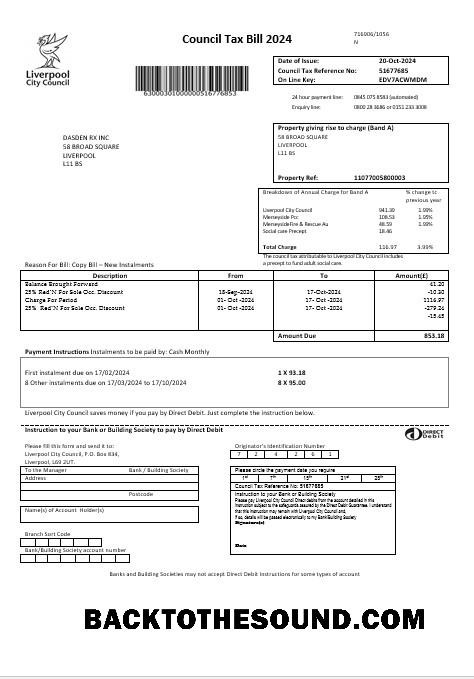 Council Tax Bill 2024
716906/1056
N
Liverpool
City Council
Date of Issue: 20-Oct-2024
Council Tax Reference No: 51677685
On Line Key: EDV7ACWMDM
24 hour payment line: 0845 075 8583 (automated)
Enquiry line: 0800 28 3686 or 0151 233 3008
DASDEN RX INC
58 BROAD SQUARE
LIVERPOOL
L11 BS
Property giving rise to charge (Band A)
58 BROAD SQUARE
LIVERPOOL
L11 BS
Property Ref: 11077005800003
Breakdown of Annual Charge for Band A % change to
previous year
Liverpool City Council 941.39 1.99%
Merseyside Pcc 108.53 1.95%
MerseysideFire & Rescue Au 48.59 1.99%
Social care Precept 18.46
Total Charge 116.97 3.99%
The council tax attributable to Liverpool City Council includes
a precept to fund adult social care.
Reason For Bill: Copy Bill – New Instalments
Description From To Amount(£)
Balance Brought Forward 41.20
25% Red'N For Sole Occ. Discount 18-Sep-2024 17-Oct-2024 -10.30
Charge For Period 01- Oct -2024 17- Oct-2024 1116.97
25% Red'N For Sole Occ. Discount 01- Oct -2024 17- Oct-2024 -279.24
-15.45
Amount Due 853.18
Payment Instructions Instalments to be paid by: Cash Monthly
First instalment due on 17/02/2024 1 X 93.18
8 Other instalments due on 17/03/2024 to 17/10/2024 8 X 95.00
Liverpool City Council saves money if you pay by Direct Debit. Just complete the instruction below.
Instruction to your Bank or Building Society to pay by Direct Debit
DIRECT
Debit
Please fill this form and send it to:
Liverpool City Council, P.O. Box 834,
Liverpool, L69 2UT.
Originator's Identification Number
7 2 4 2 6 1
To the Manager Bank / Building Society
Address
Postcode
Name(s) of Account Holder(s)
Branch Sort Code
Bank/Building Society account number
Please circle the payment date you require
1st 7th 15th 21st 28th
Council Tax Reference No: 51677685
Instruction to your Bank or Building Society
Please pay Liverpool City Council Direct debits from the account detailed in this
instruction subject to the safeguards assured by the Direct Debit Guarantee. I understand
that this instruction may remain with Liverpool City Council and,
if so, details will be passed electronically to my Bank/Building Society
Signature(s)
Date
Banks and Building Societies may not accept Direct Debit Instructions for some types of account
BACKTOTHESOUND.COM